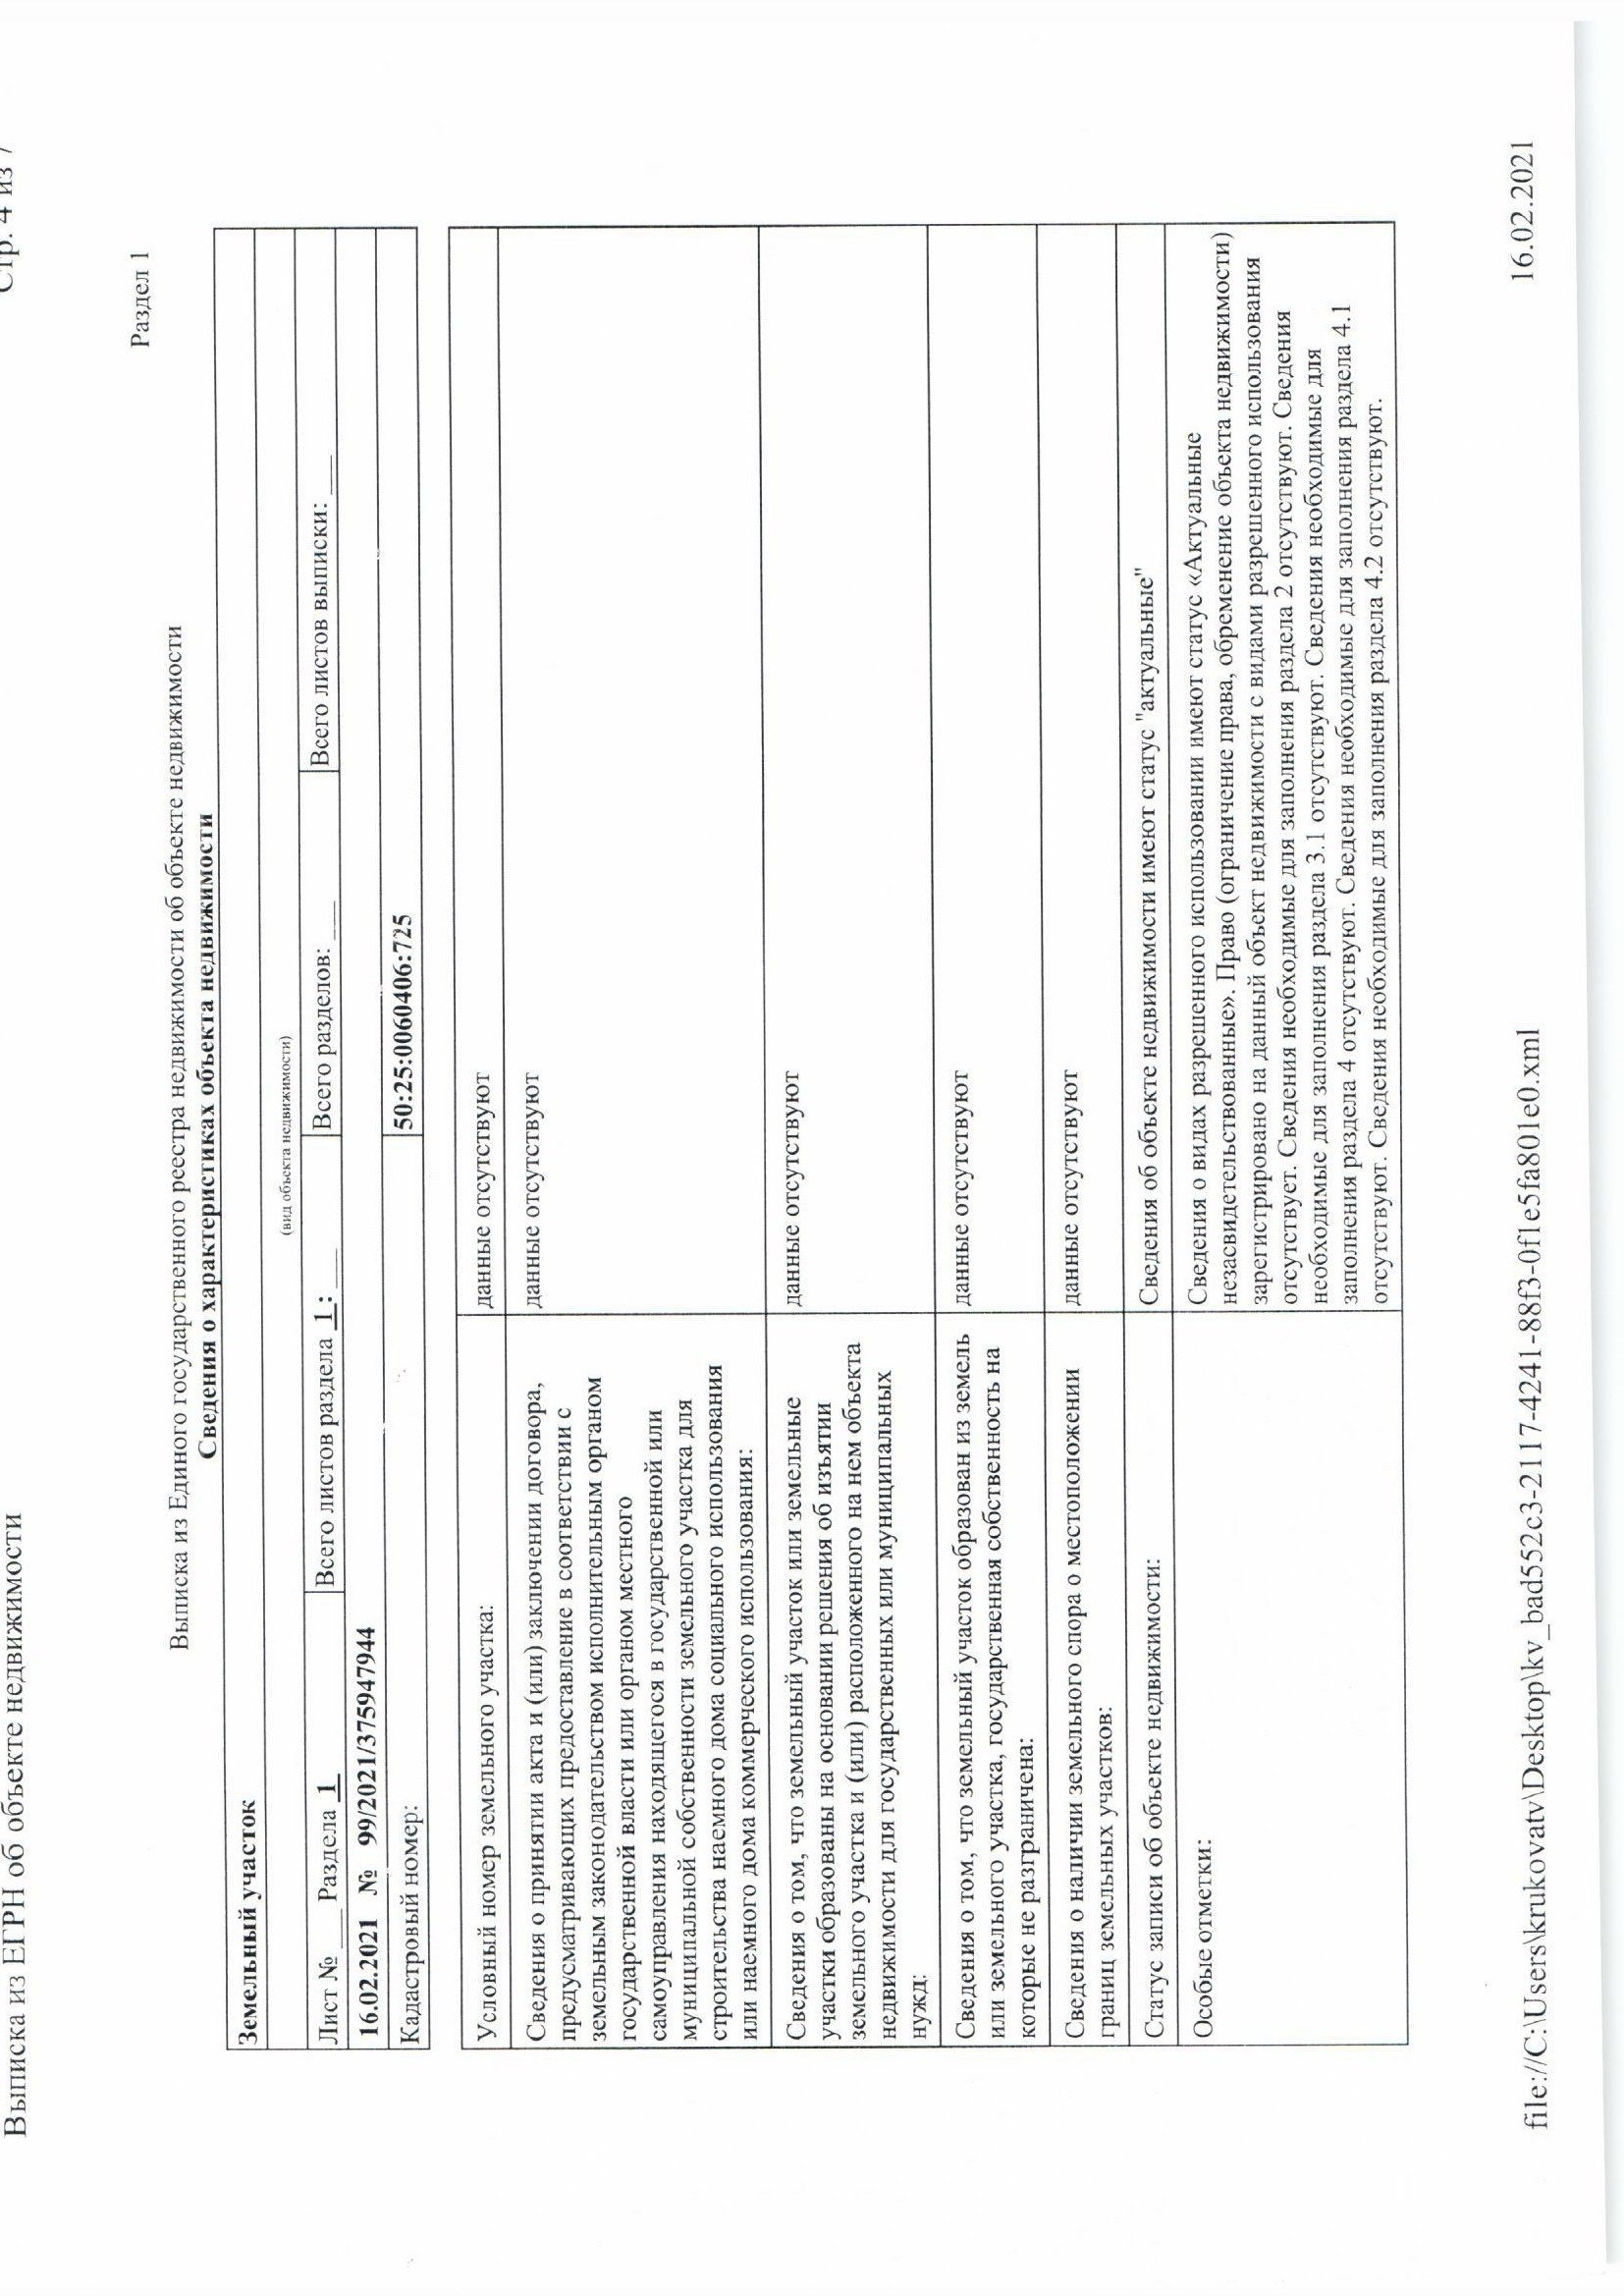 Выписка из ЕГРН об объекте недвижимости
Стр. 4 из 7
Раздел 1
Выписка из Единого государственного реестра недвижимости об объекте недвижимости
Сведения о характеристиках объекта недвижимости
Земельный участок
(вид объекта недвижимости)
Лист № ___ Раздела 1
Всего листов раздела 1: ___
Всего разделов: ___
Всего листов выписки: ___
16.02.2021 № 99/2021/375947944
Кадастровый номер:
50:25:0060406:725
Условный номер земельного участка:
данные отсутствуют
Сведения о принятии акта и (или) заключении договора,
предусматривающих предоставление в соответствии с
земельным законодательством исполнительным органом
государственной власти или органом местного
самоуправления находящегося в государственной или
муниципальной собственности земельного участка для
строительства наемного дома социального использования
или наемного дома коммерческого использования:
данные отсутствуют
Сведения о том, что земельный участок или земельные
участки образованы на основании решения об изъятии
земельного участка и (или) расположенного на нем объекта
недвижимости для государственных или муниципальных
нужд:
данные отсутствуют
Сведения о том, что земельный участок образован из земель
или земельного участка, государственная собственность на
которые не разграничена:
данные отсутствуют
Сведения о наличии земельного спора о местоположении
границ земельных участков:
данные отсутствуют
Статус записи об объекте недвижимости:
Сведения об объекте недвижимости имеют статус "актуальные"
Особые отметки:
Сведения о видах разрешенного использовании имеют статус «Актуальные
незасвидетельствованные». Право (ограничение права, обременение объекта недвижимости)
зарегистрировано на данный объект недвижимости с видами разрешенного использования
отсутствует. Сведения необходимые для заполнения раздела 2 отсутствуют. Сведения
необходимые для заполнения раздела 3.1 отсутствуют. Сведения необходимые для
заполнения раздела 4 отсутствуют. Сведения необходимые для заполнения раздела 4.1
отсутствуют. Сведения необходимые для заполнения раздела 4.2 отсутствуют.
file://C:\Users\krukovatv\Desktop\kv_bad552c3-2117-4241-88f3-0f1e5fa801e0.xml
16.02.2021